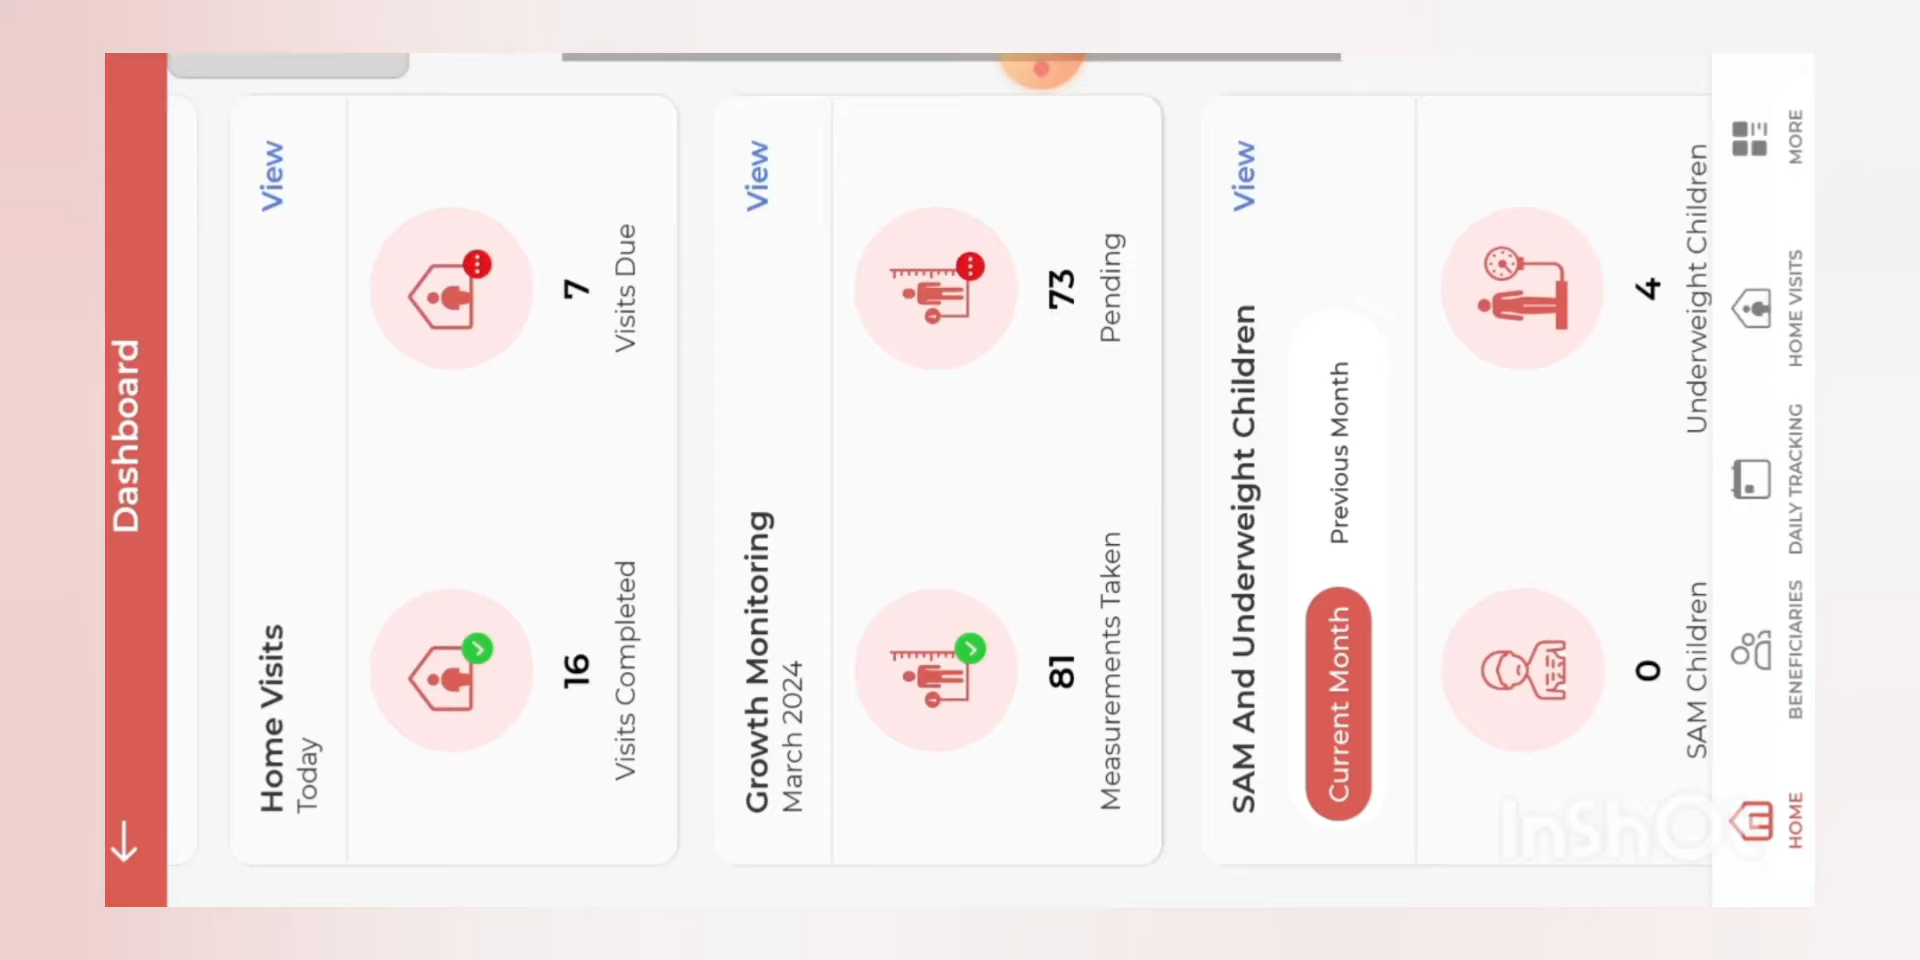 Dashboard
Home Visits
View
Today
16
7
Visits Completed
Visits Due
Growth Monitoring
View
March 2024
81
73
Measurements Taken
Pending
SAM And Underweight Children
View
Current Month
Previous Month
0
4
SAM Children
Underweight Children
HOME
BENEFICIARIES
DAILY TRACKING
HOME VISITS
MORE
InShOt